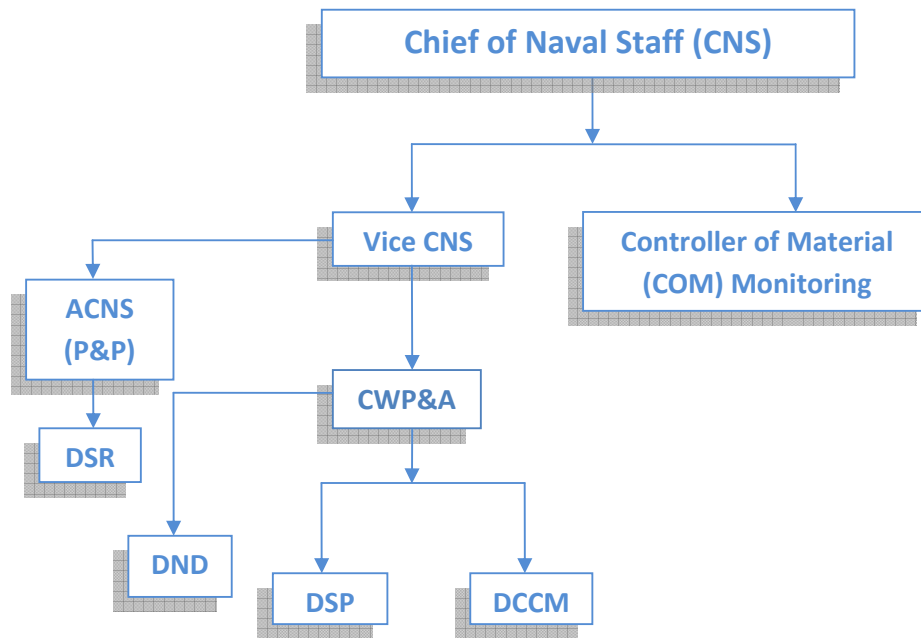 Chief of Naval Staff (CNS)
Vice CNS
Controller of Material
(COM) Monitoring
ACNS
(P&P)
CWP&A
DSR
DND
DSP
DCCM